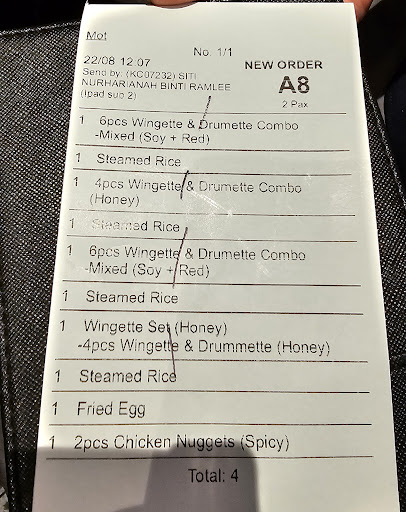 Mot
No: 1/1
22/08 12:07 NEW ORDER
Send by: (KC07232) SITI
NURHARIANAH BINTI RAMLEE A8
(Ipad sub 2) 2 Pax
1 6pcs Wingette & Drumette Combo
-Mixed (Soy + Red)
1 Steamed Rice
1 4pcs Wingette & Drumette Combo
(Honey)
1 Steamed Rice
1 6pcs Wingette & Drumette Combo
-Mixed (Soy + Red)
1 Steamed Rice
1 Wingette Set (Honey)
-4pcs Wingette & Drummette (Honey)
1 Steamed Rice
1 Fried Egg
1 2pcs Chicken Nuggets (Spicy)
Total: 4